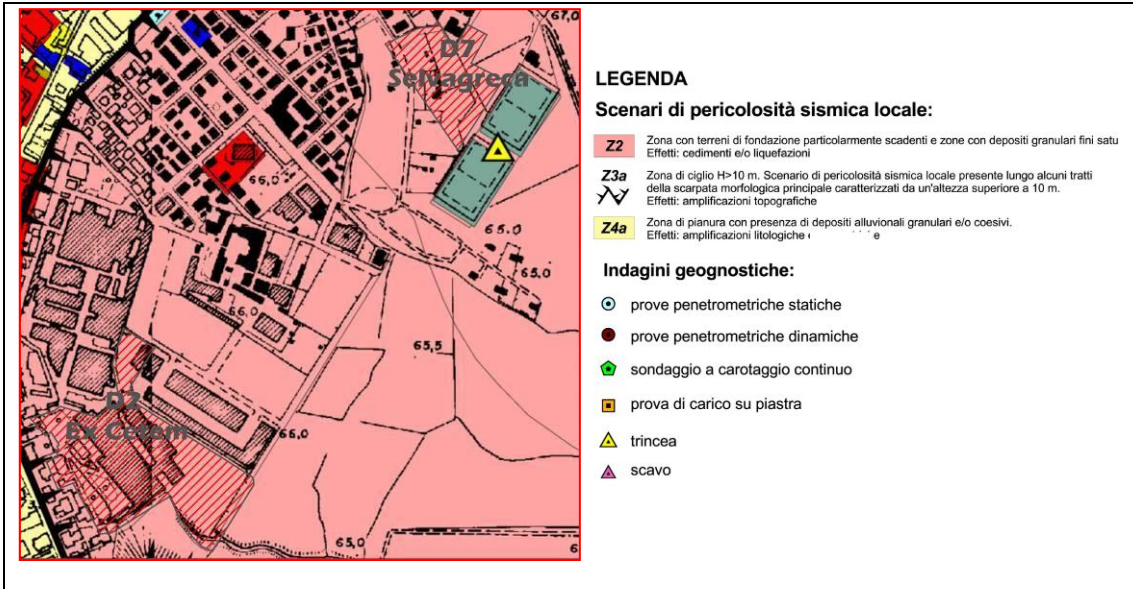 67,0
D7
Selvagreca
66,0
65.0
65,0
66,0
65,5
D2
Ex Cetem
66,0
65,0
LEGENDA
Scenari di pericolosità sismica locale:
Z2 Zona con terreni di fondazione particolarmente scadenti e zone con depositi granulari fini satu
Effetti: cedimenti e/o liquefazioni
Z3a Zona di ciglio H>10 m. Scenario di pericolosità sismica locale presente lungo alcuni tratti
della scarpata morfologica principale caratterizzati da un'altezza superiore a 10 m.
Effetti: amplificazioni topografiche
Z4a Zona di pianura con presenza di depositi alluvionali granulari e/o coesivi.
Effetti: amplificazioni litologiche
Indagini geognostiche:
prove penetrometriche statiche
prove penetrometriche dinamiche
sondaggio a carotaggio continuo
prova di carico su piastra
trincea
scavo